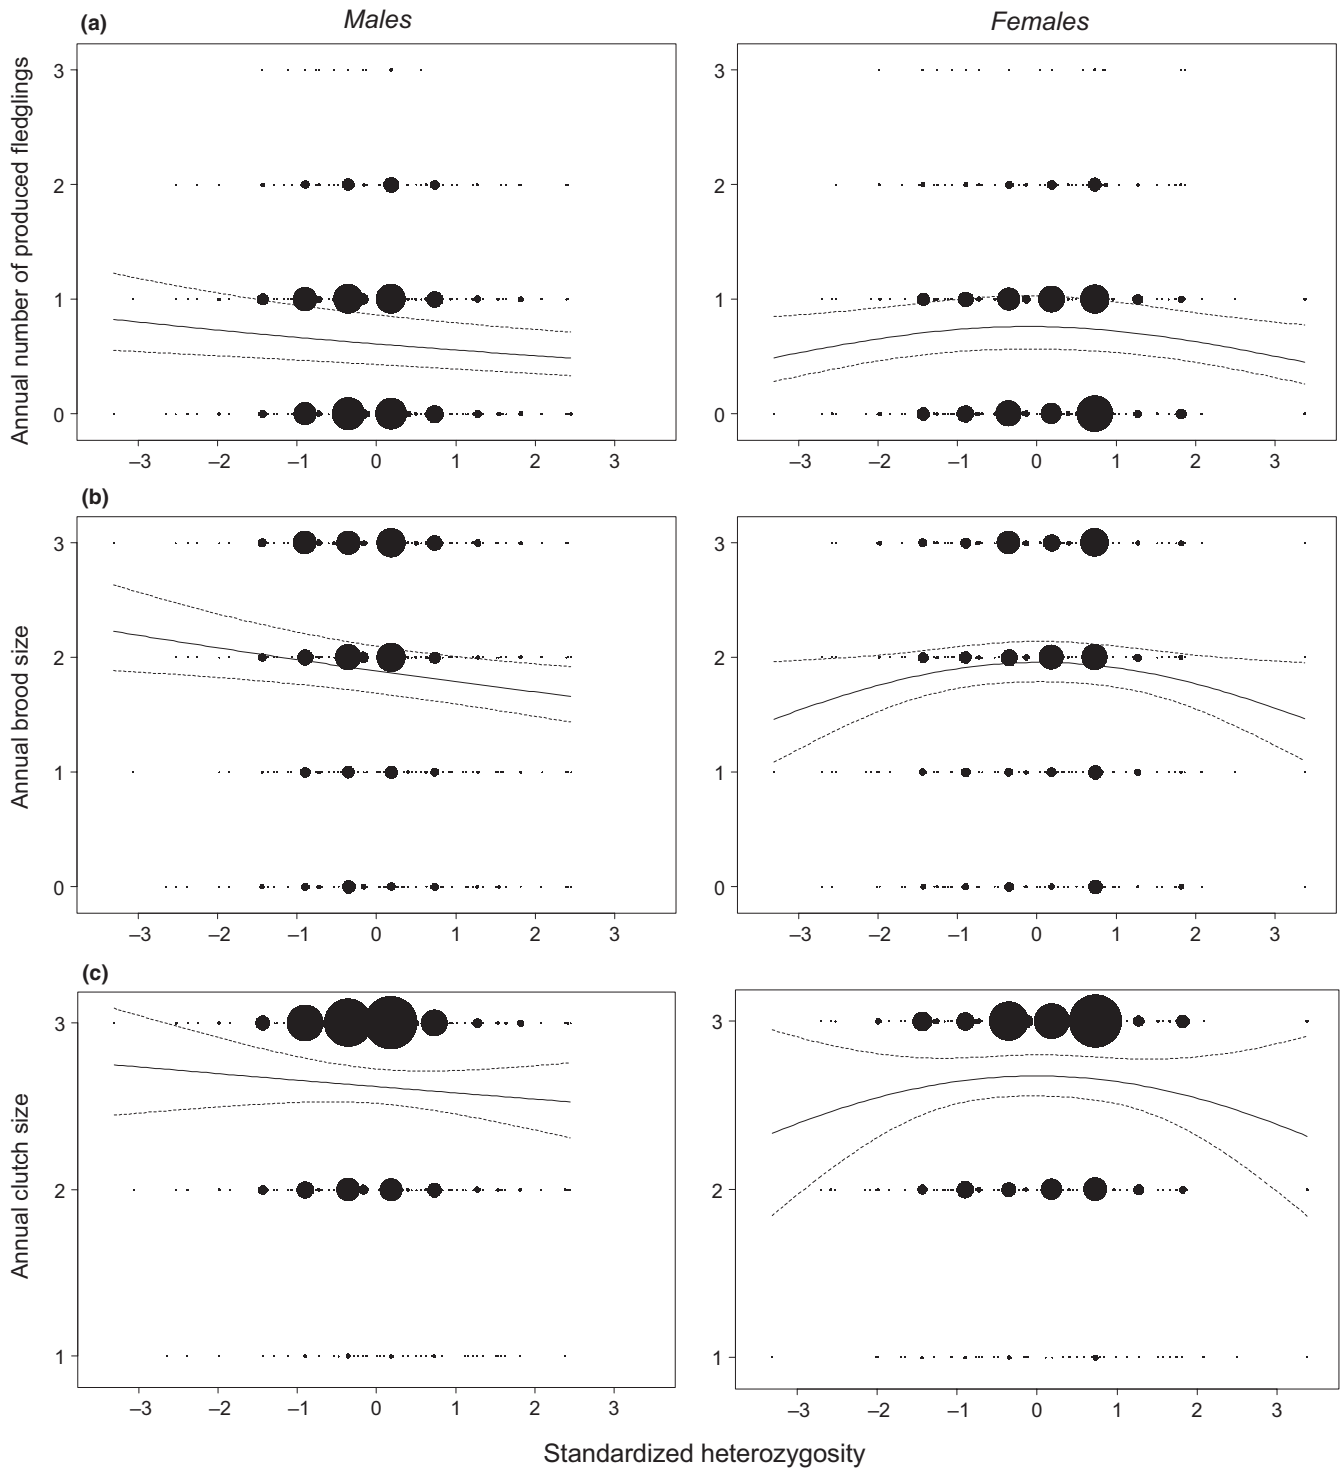 (a)
Males
Females
Annual number of produced fledglings
3
2
1
0
–3 –2 –1 0 1 2 3
3
2
1
0
–3 –2 –1 0 1 2 3
(b)
Annual brood size
3
2
1
0
–3 –2 –1 0 1 2 3
3
2
1
0
–3 –2 –1 0 1 2 3
(c)
Annual clutch size
3
2
1
–3 –2 –1 0 1 2 3
3
2
1
–3 –2 –1 0 1 2 3
Standardized heterozygosity